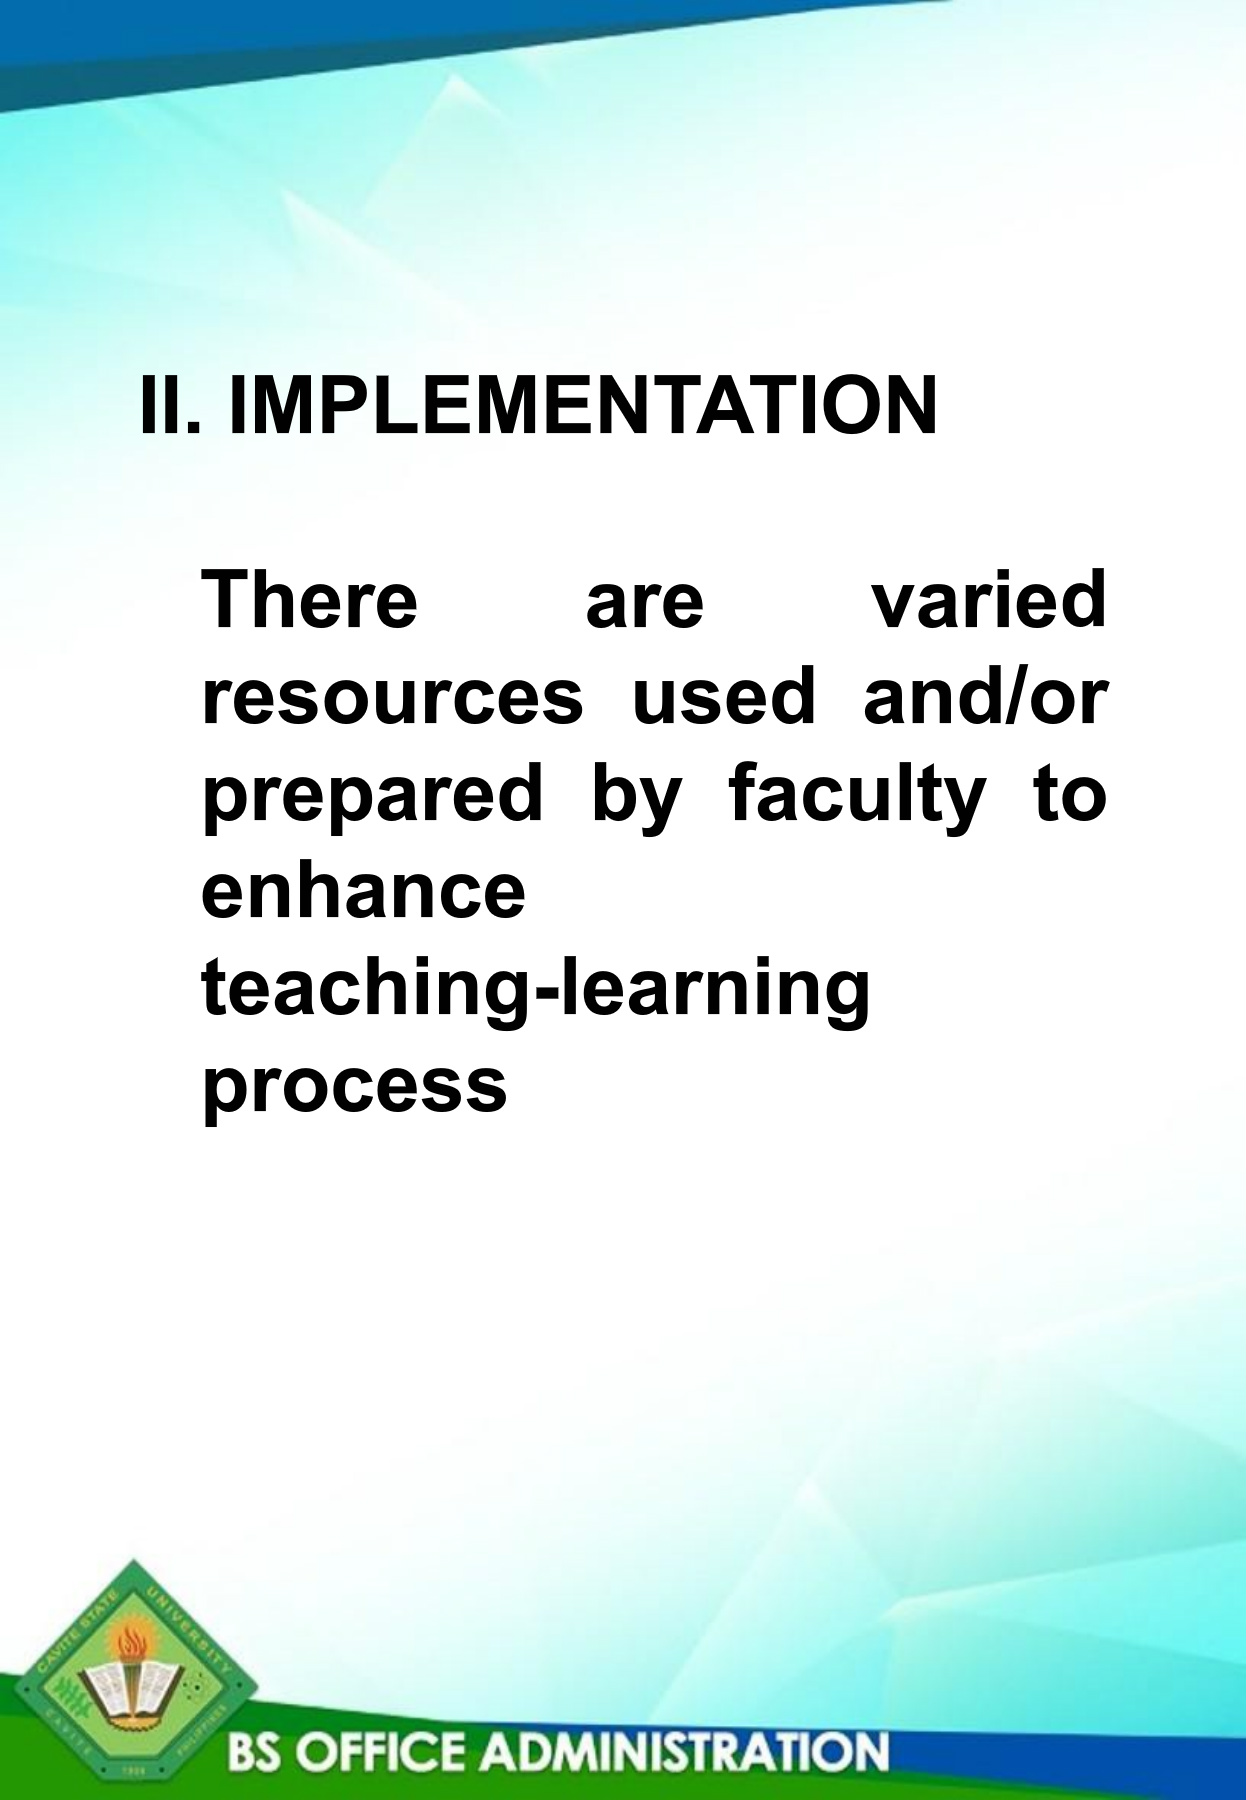 II. IMPLEMENTATION
There are varied
resources used and/or
prepared by faculty to
enhance
teaching-learning
process
CAVITE STATE UNIVERSITY
CAVITE PHILIPPINES
1906
BS OFFICE ADMINISTRATION